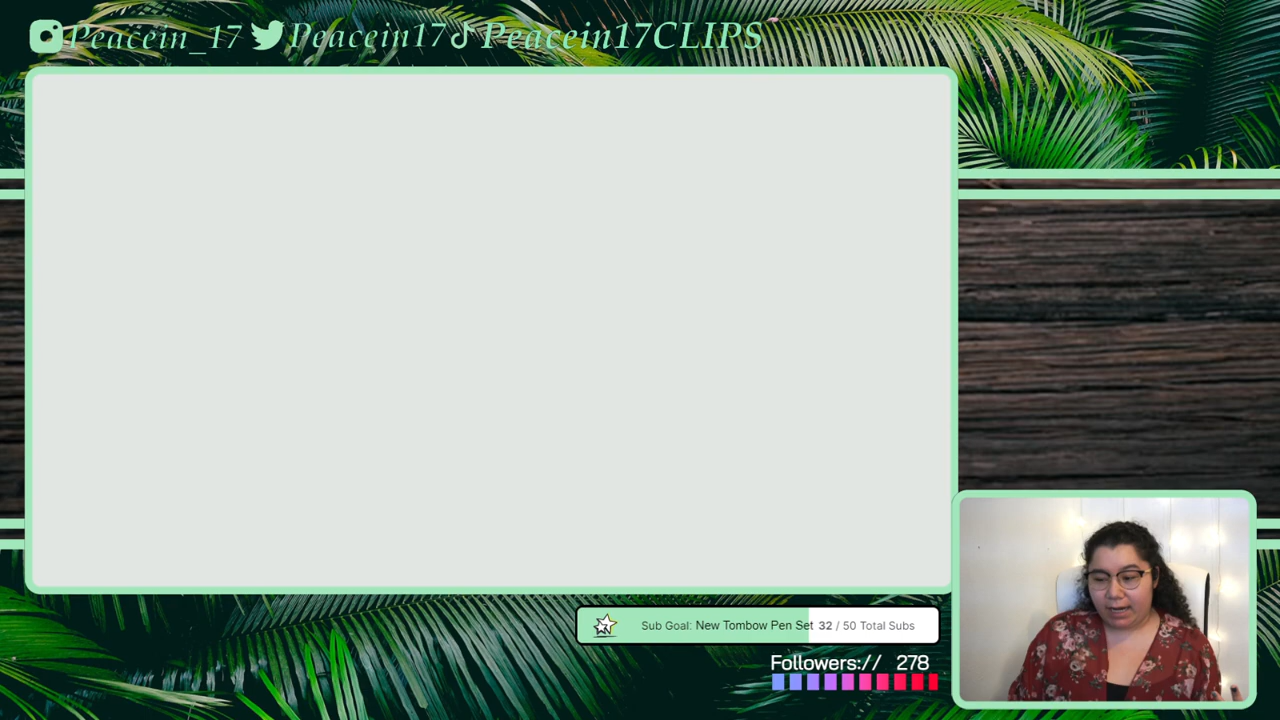 Peacein_17 Peacein17 Peacein17CLIPS
Sub Goal: New Tombow Pen Set 32 / 50 Total Subs
Followers:// 278